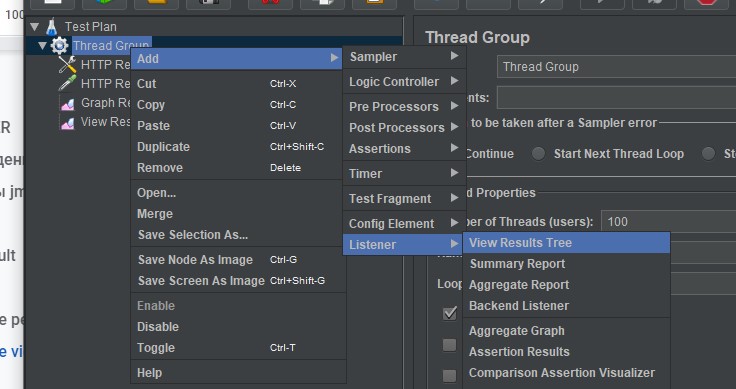 100
Test Plan
Thread Group
HTTP Re
HTTP Re
Graph Re
View Res
Add
Cut Ctrl-X
Copy Ctrl-C
Paste Ctrl-V
Duplicate Ctrl+Shift-C
Remove Delete
Open...
Merge
Save Selection As...
Save Node As Image Ctrl-G
Save Screen As Image Ctrl+Shift-G
Enable
Disable
Toggle Ctrl-T
Help
Sampler
Logic Controller
Pre Processors
Post Processors
Assertions
Timer
Test Fragment
Config Element
Listener
View Results Tree
Summary Report
Aggregate Report
Backend Listener
Aggregate Graph
Assertion Results
Comparison Assertion Visualizer
Thread Group
Thread Group
ents:
to be taken after a Sampler error
Continue Start Next Thread Loop Sto
d Properties
er of Threads (users): 100
Loop
ER
ден
ы jm
ult
е ре
e vi